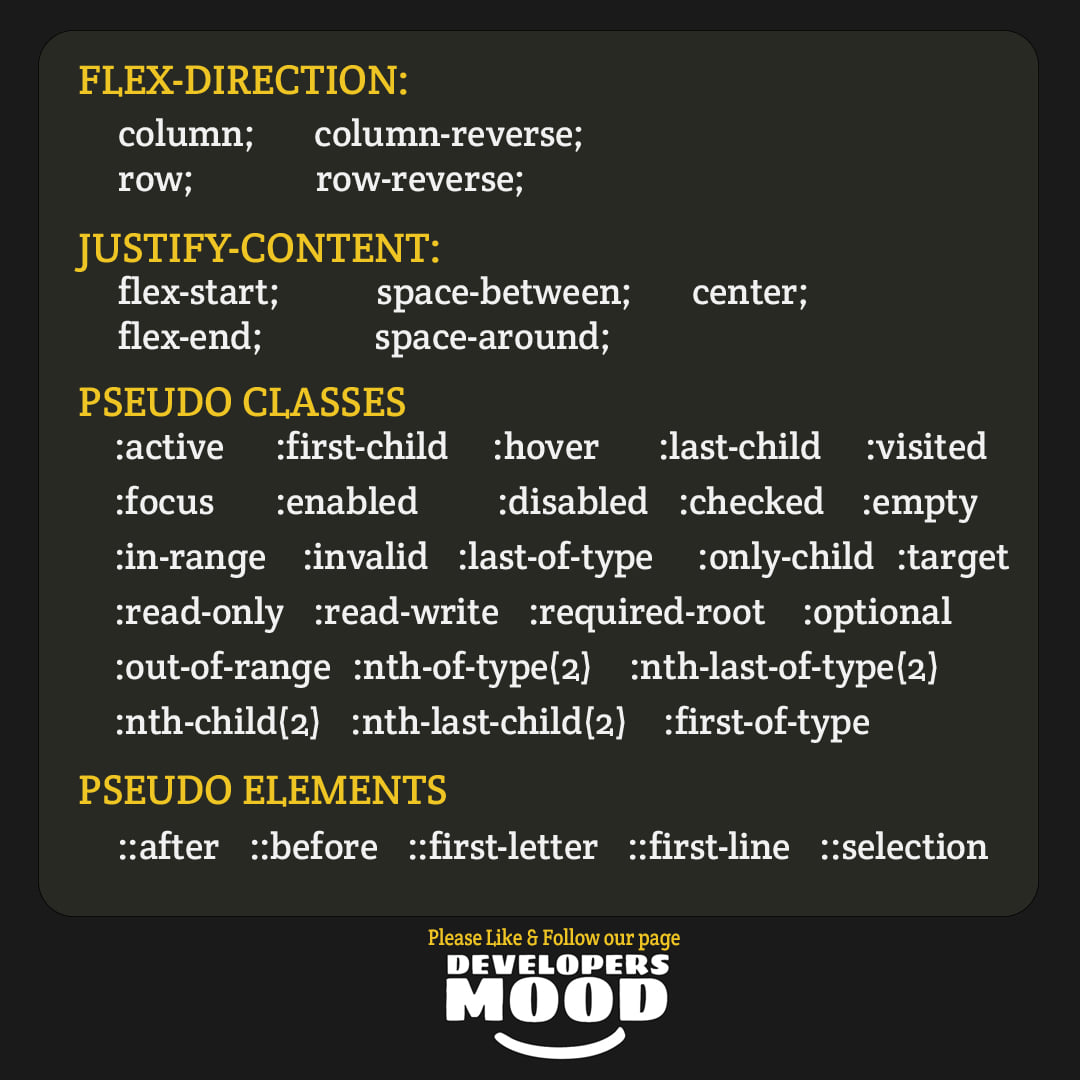 FLEX-DIRECTION:
column; column-reverse;
row; row-reverse;
JUSTIFY-CONTENT:
flex-start; space-between; center;
flex-end; space-around;
PSEUDO CLASSES
:active :first-child :hover :last-child :visited
:focus :enabled :disabled :checked :empty
:in-range :invalid :last-of-type :only-child :target
:read-only :read-write :required-root :optional
:out-of-range :nth-of-type(2) :nth-last-of-type(2)
:nth-child(2) :nth-last-child(2) :first-of-type
PSEUDO ELEMENTS
::after ::before ::first-letter ::first-line ::selection
Please Like & Follow our page
DEVELOPERS
MOOD